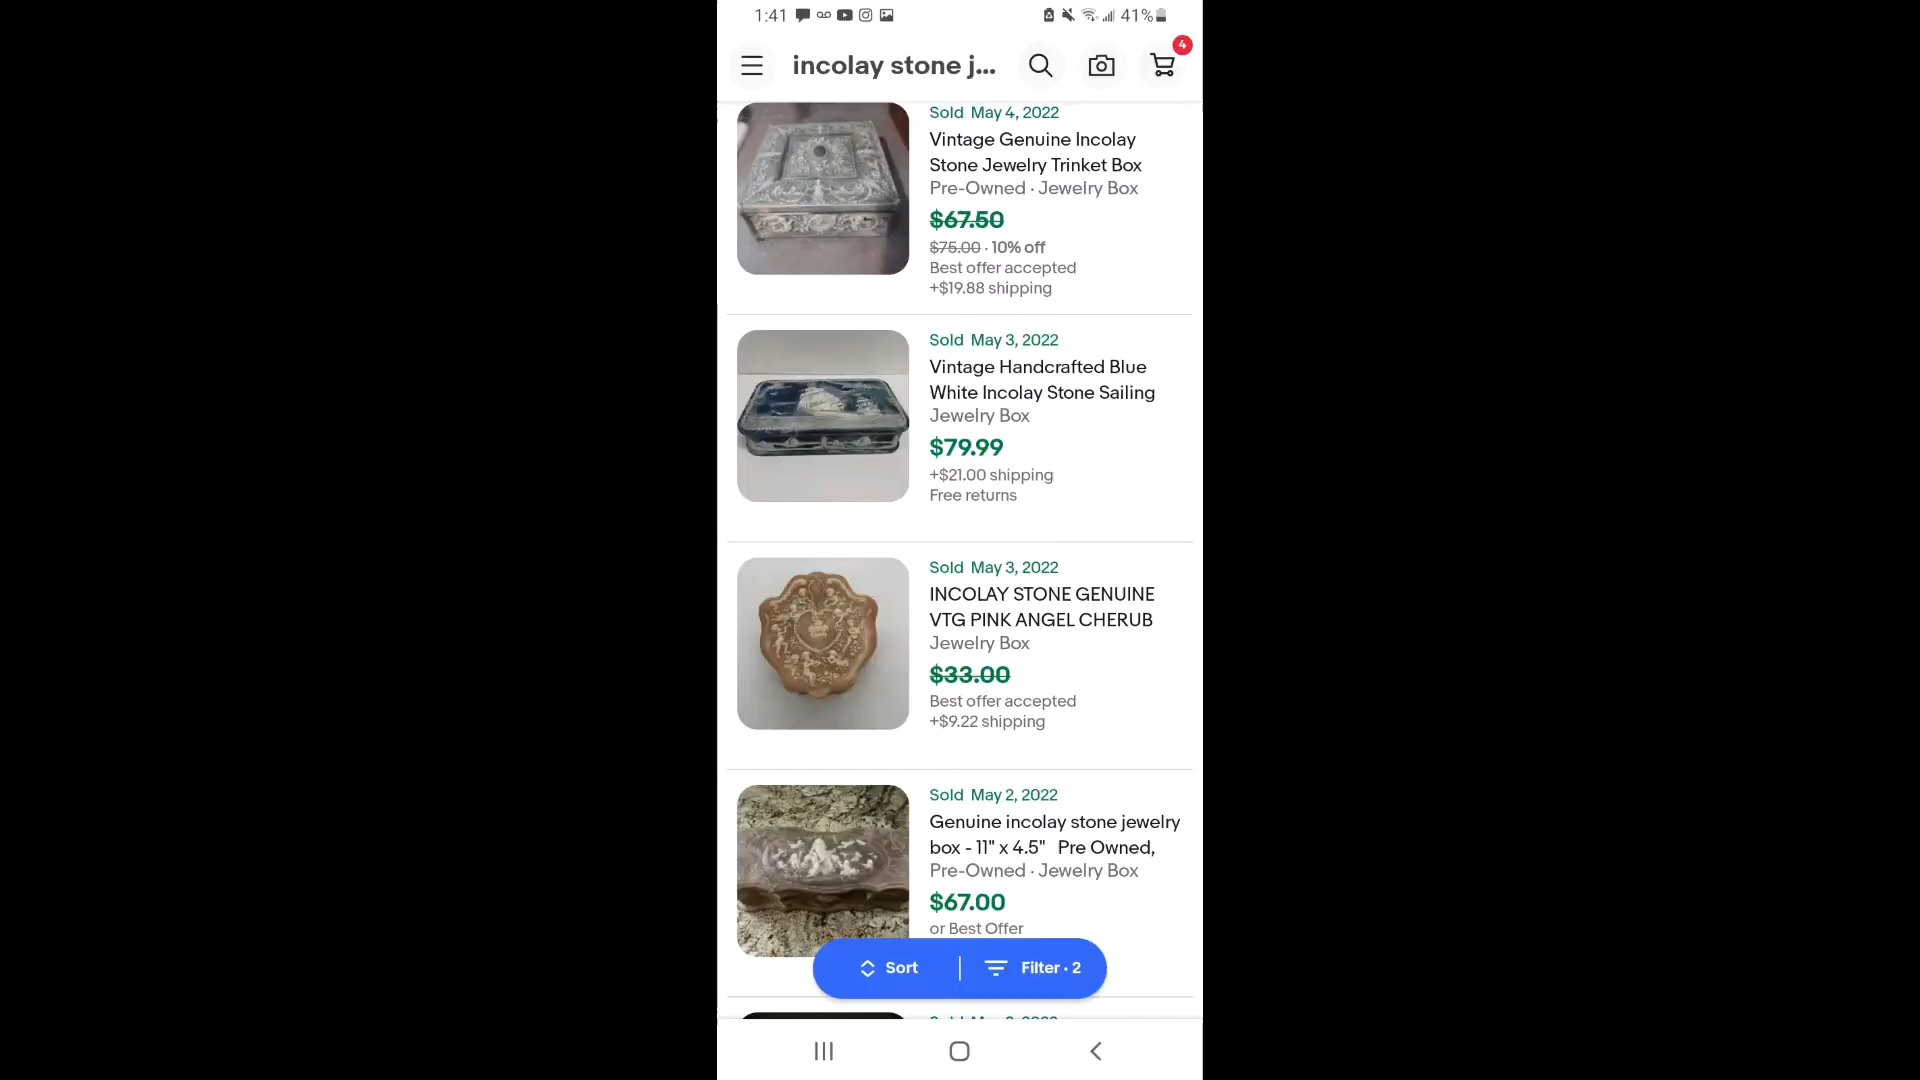 1:41
41%
incolay stone j...
4
Sold May 4, 2022
Vintage Genuine Incolay
Stone Jewelry Trinket Box
Pre-Owned · Jewelry Box
$67.50
$75.00 · 10% off
Best offer accepted
+$19.88 shipping
Sold May 3, 2022
Vintage Handcrafted Blue
White Incolay Stone Sailing
Jewelry Box
$79.99
+$21.00 shipping
Free returns
Sold May 3, 2022
INCOLAY STONE GENUINE
VTG PINK ANGEL CHERUB
Jewelry Box
$33.00
Best offer accepted
+$9.22 shipping
Sold May 2, 2022
Genuine incolay stone jewelry
box - 11" x 4.5" Pre Owned,
Pre-Owned · Jewelry Box
$67.00
or Best Offer
Sort
Filter · 2